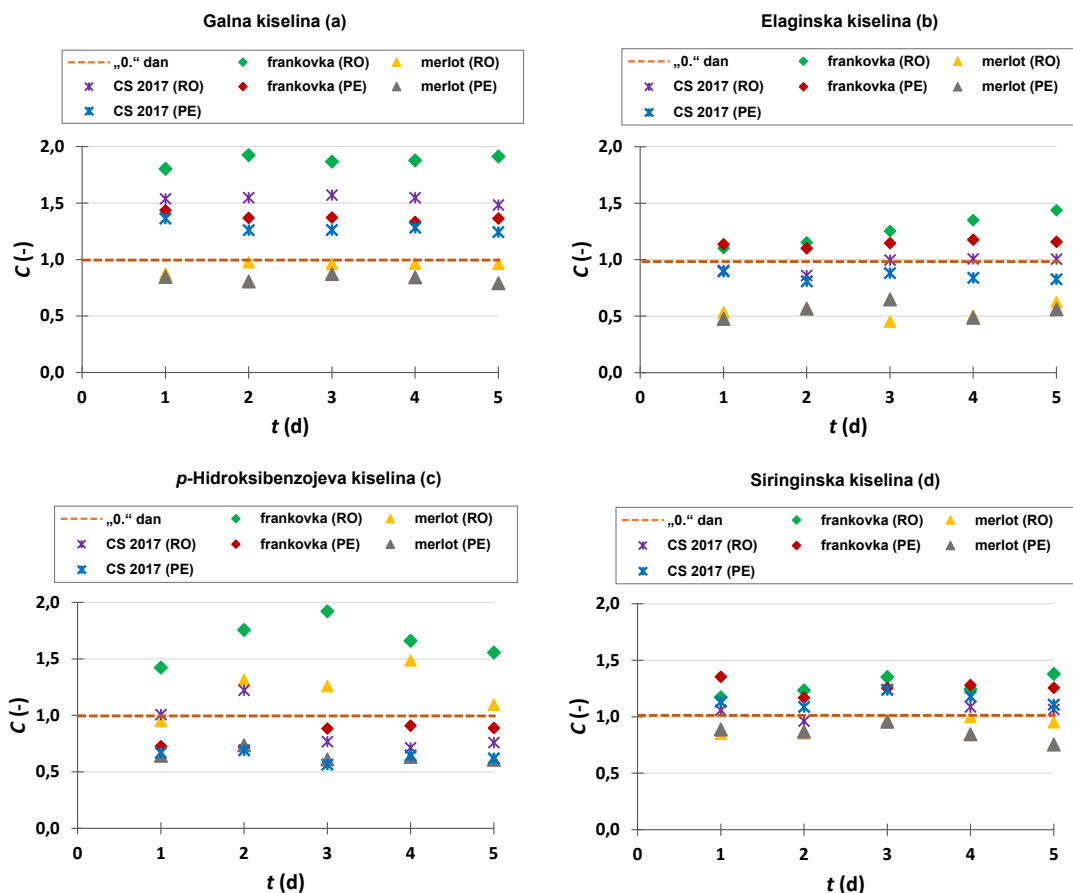 Galna kiselina (a)
„0.“ dan
frankovka (RO)
merlot (RO)
CS 2017 (RO)
frankovka (PE)
merlot (PE)
CS 2017 (PE)
2,0
1,5
1,0
0,5
0,0
C (-)
0 1 2 3 4 5
t (d)
Elaginska kiselina (b)
„0.“ dan
frankovka (RO)
merlot (RO)
CS 2017 (RO)
frankovka (PE)
merlot (PE)
CS 2017 (PE)
2,0
1,5
1,0
0,5
0,0
C (-)
0 1 2 3 4 5
t (d)
p-Hidroksibenzojeva kiselina (c)
„0.“ dan
frankovka (RO)
merlot (RO)
CS 2017 (RO)
frankovka (PE)
merlot (PE)
CS 2017 (PE)
2,0
1,5
1,0
0,5
0,0
C (-)
0 1 2 3 4 5
t (d)
Siringinska kiselina (d)
„0.“ dan
frankovka (RO)
merlot (RO)
CS 2017 (RO)
frankovka (PE)
merlot (PE)
CS 2017 (PE)
2,0
1,5
1,0
0,5
0,0
C (-)
0 1 2 3 4 5
t (d)